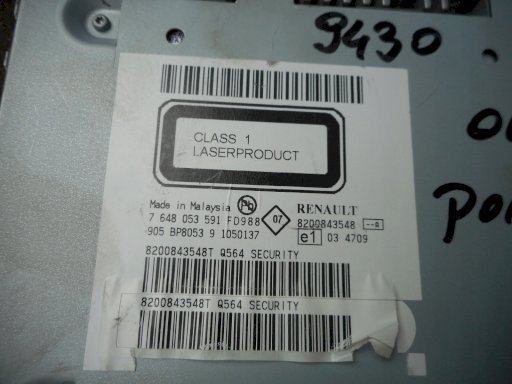 9430
CLASS 1
LASERPRODUCT
Made in Malaysia Pb
7 648 053 591 FD988
905 BP8053 9 1050137
07
RENAULT
8200843548 --A
e1 03 4709
8200843548T Q564 SECURITY
8200843548T Q564 SECURITY